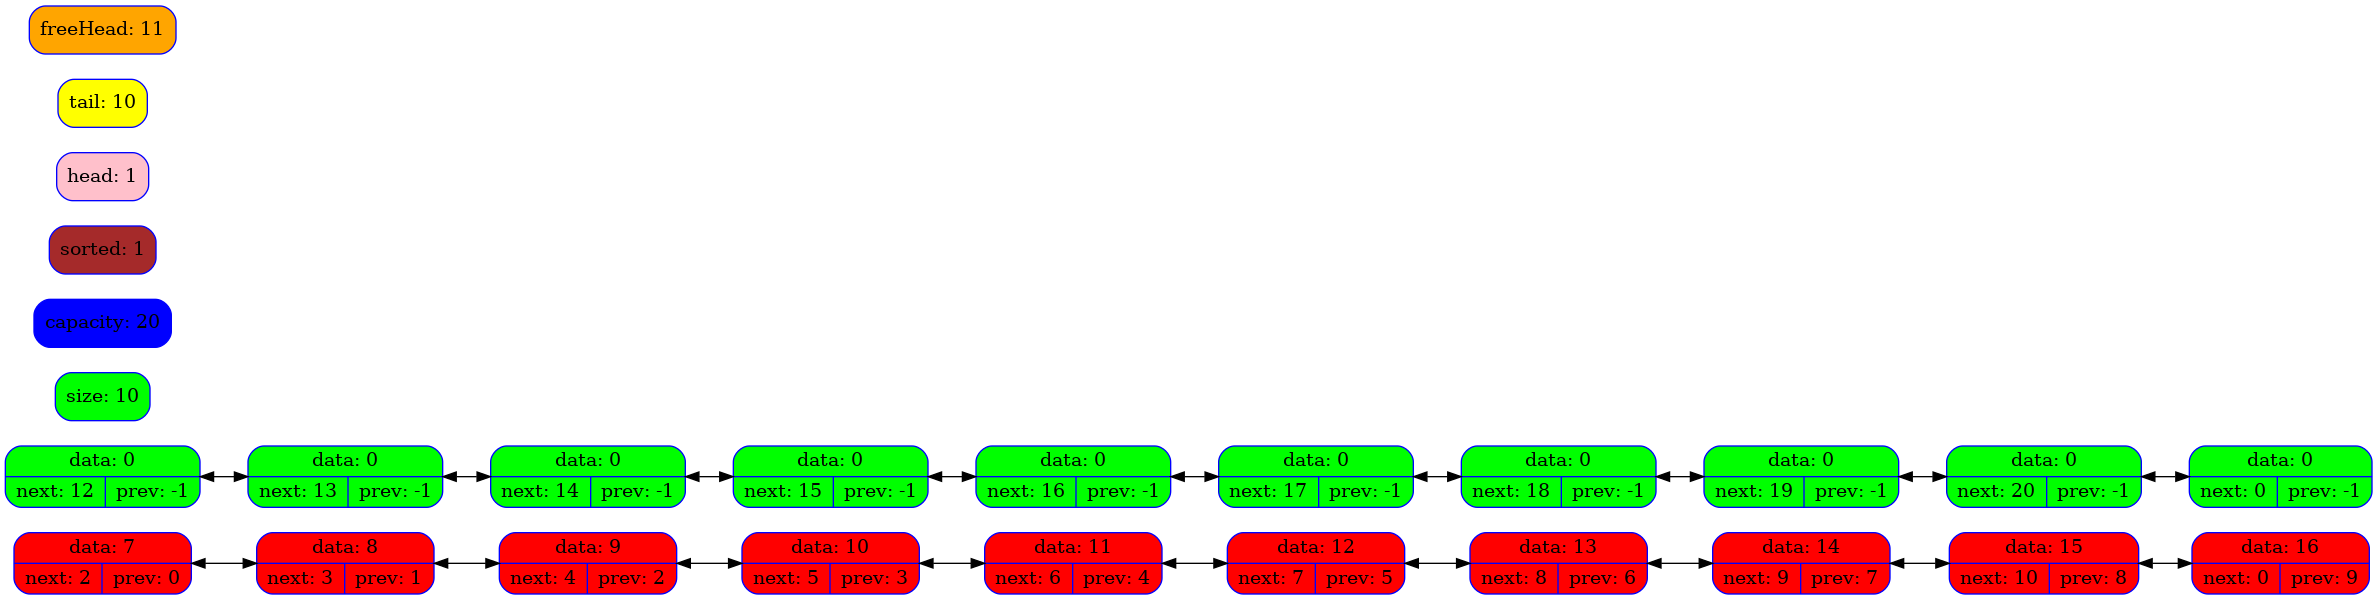 freeHead: 11
tail: 10
head: 1
sorted: 1
capacity: 20
size: 10
data: 0 data: 0 data: 0 data: 0 data: 0 data: 0 data: 0 data: 0 data: 0 data: 0
next: 12 prev: -1 next: 13 prev: -1 next: 14 prev: -1 next: 15 prev: -1 next: 16 prev: -1 next: 17 prev: -1 next: 18 prev: -1 next: 19 prev: -1 next: 20 prev: -1 next: 0 prev: -1
data: 7 data: 8 data: 9 data: 10 data: 11 data: 12 data: 13 data: 14 data: 15 data: 16
next: 2 prev: 0 next: 3 prev: 1 next: 4 prev: 2 next: 5 prev: 3 next: 6 prev: 4 next: 7 prev: 5 next: 8 prev: 6 next: 9 prev: 7 next: 10 prev: 8 next: 0 prev: 9